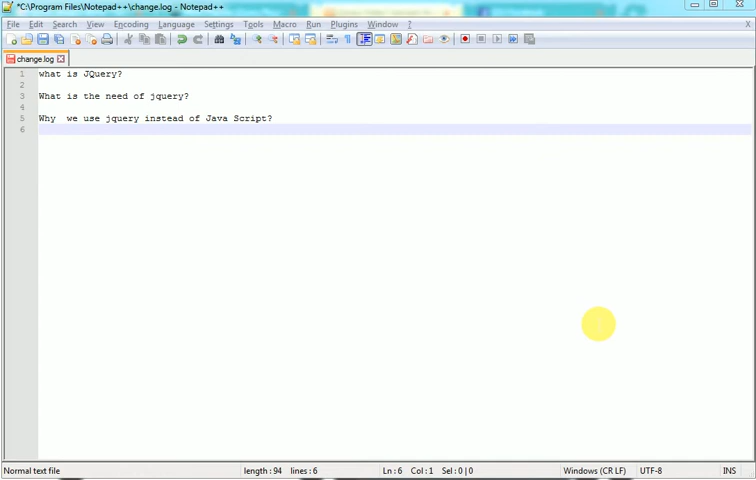 *C:\Program Files\Notepad++\change.log - Notepad++
File Edit Search View Encoding Language Settings Tools Macro Run Plugins Window ? X
change.log
1 what is JQuery?
2
3 What is the need of jquery?
4
5 Why  we use jquery instead of Java Script?
6
Normal text file length : 94 lines : 6 Ln : 6 Col : 1 Sel : 0 | 0 Windows (CR LF) UTF-8 INS